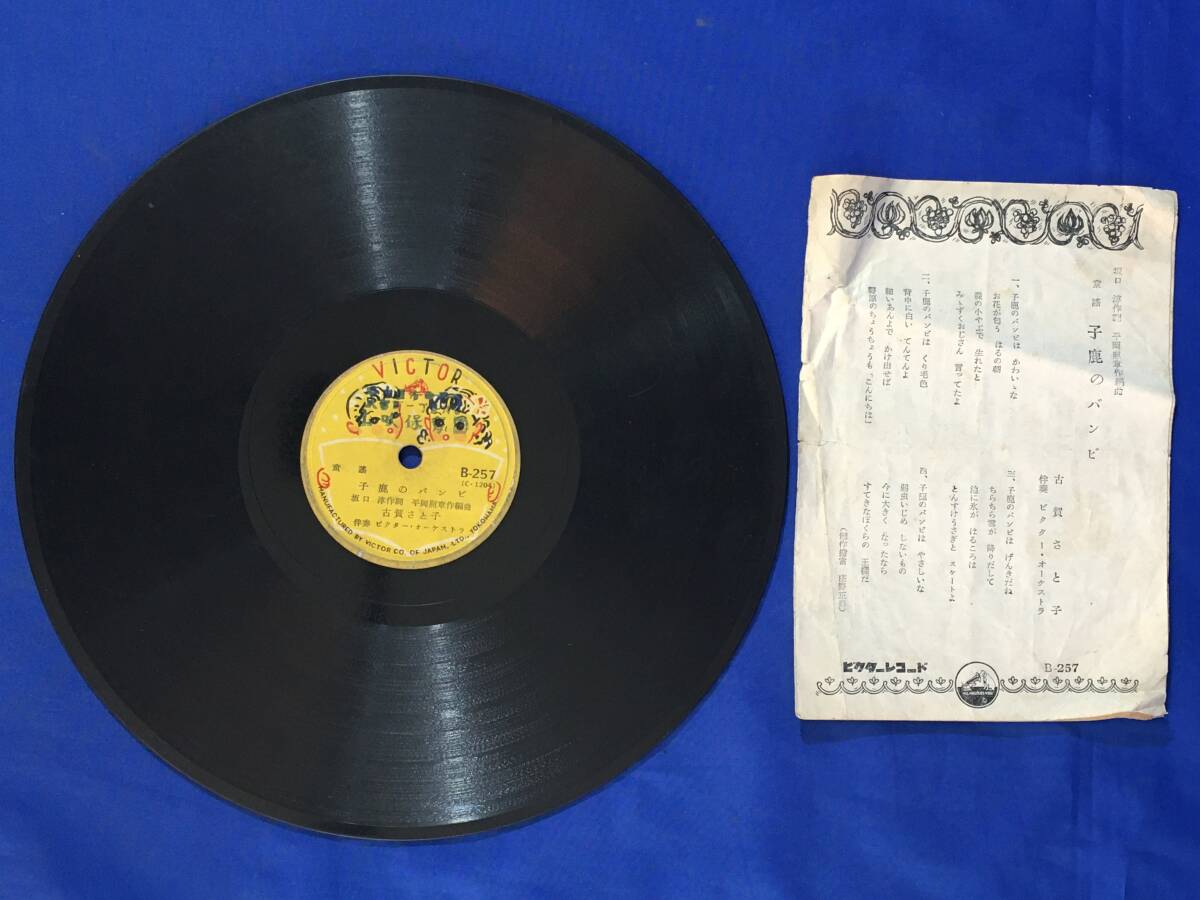 VICTOR
童謡
B-257
(C・1204)
子鹿のバンビ
坂口 淳作詞 平岡照章作編曲
古賀さと子
伴奏 ビクター・オーケストラ
MANUFACTURED BY VICTOR CO. OF JAPAN, LTD., YOKOHAMA
坂口 淳作詞 平岡照章作編曲
童謡 子鹿のバンビ
古賀さと子
伴奏 ビクター・オーケストラ
一、子鹿のバンビは かわいゝな
お花が匂う はるの朝
森の小やぶで 生れたと
みゝずくおじさん 言ってたよ
二、子鹿のバンビは くり毛色
背中に白い てんてんよ
細いあんよで かけ出せば
野原のちょうちょうも「こんにちは」
三、子鹿のバンビは げんきだね
ちらちら雪が 降りだして
池に氷が はるころは
とんすけうさぎと スケートよ
四、子鹿のバンビは やさしいな
弱虫いじめ しないもの
今に大きく なったなら
すてきなぼくらの 王様だ
ビクターレコード
B-257